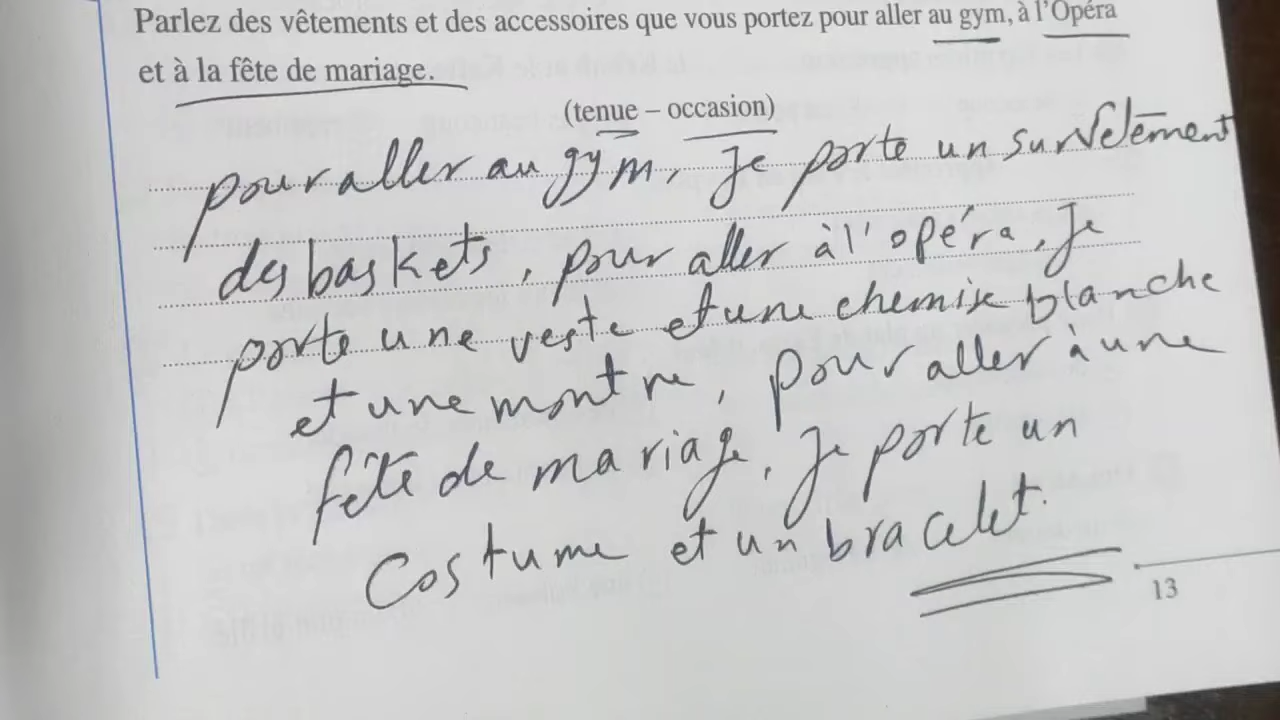 Parlez des vêtements et des accessoires que vous portez pour aller au gym, à l'Opéra
et à la fête de mariage.
(tenue – occasion)
pour aller au gym, Je porte un survêtement
des baskets, pour aller à l'opéra, Je
porte une veste et une chemise blanche
et une montre, pour aller à une
fête de mariage, Je porte un
Costume et un bracelet.
13